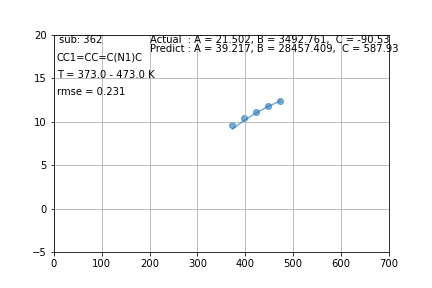 sub: 362
Actual  : A = 21.502, B = 3492.761,  C = -90.53
Predict : A = 39.217, B = 28457.409,  C = 587.93
CC1=CC=C(N1)C
T = 373.0 - 473.0 K
rmse = 0.231
20
15
10
5
0
−5
0 100 200 300 400 500 600 700